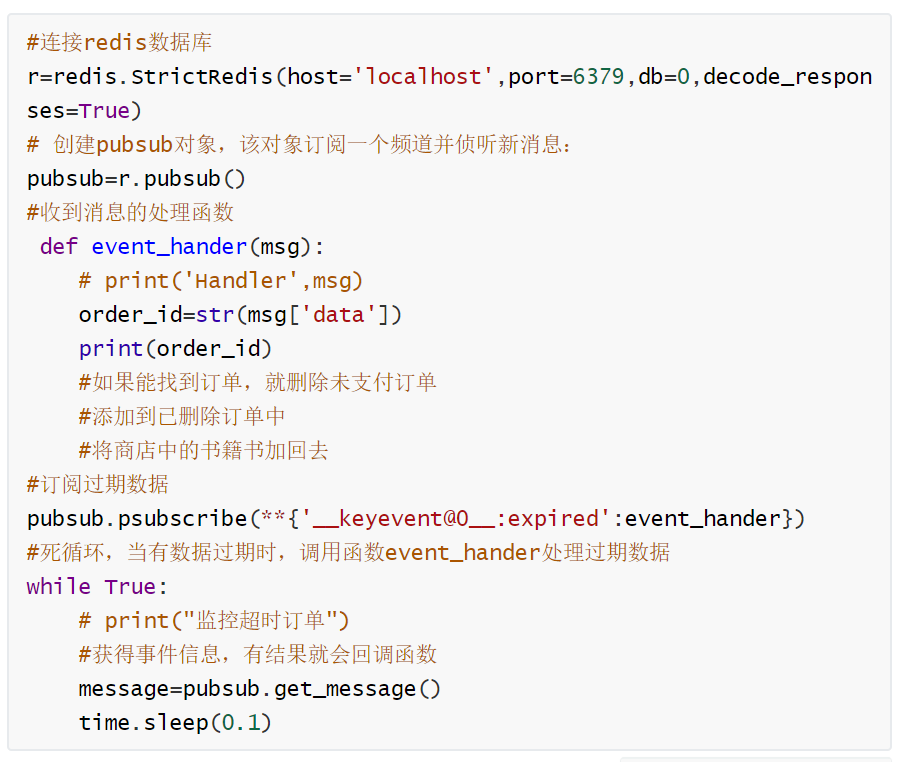 #连接redis数据库
r=redis.StrictRedis(host='localhost',port=6379,db=0,decode_respon
ses=True)
# 创建pubsub对象，该对象订阅一个频道并侦听新消息：
pubsub=r.pubsub()
#收到消息的处理函数
 def event_hander(msg):
    # print('Handler',msg)
    order_id=str(msg['data'])
    print(order_id)
    #如果能找到订单，就删除未支付订单
    #添加到已删除订单中
    #将商店中的书籍书加回去
#订阅过期数据
pubsub.psubscribe(**{'__keyevent@0__:expired':event_hander})
#死循环，当有数据过期时，调用函数event_hander处理过期数据
while True:
    # print("监控超时订单")
    #获得事件信息，有结果就会回调函数
    message=pubsub.get_message()
    time.sleep(0.1)